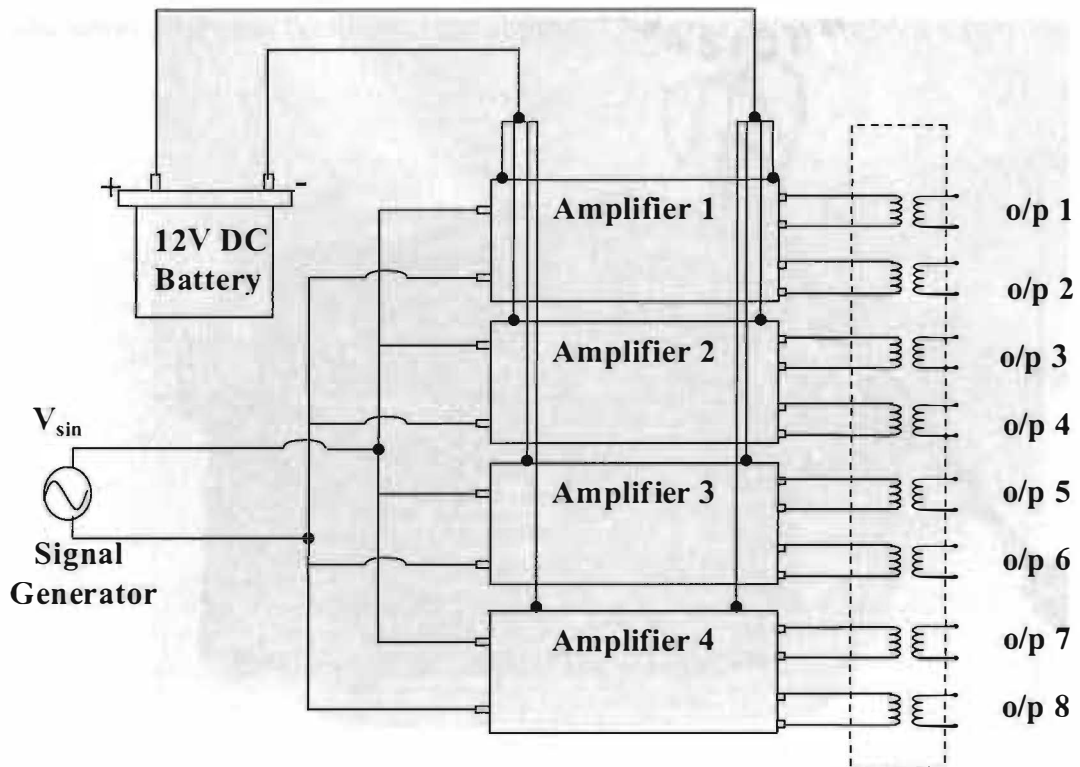 +
-
12V DC
Battery
Amplifier 1
Amplifier 2
Amplifier 3
Amplifier 4
V_sin
Signal
Generator
o/p 1
o/p 2
o/p 3
o/p 4
o/p 5
o/p 6
o/p 7
o/p 8